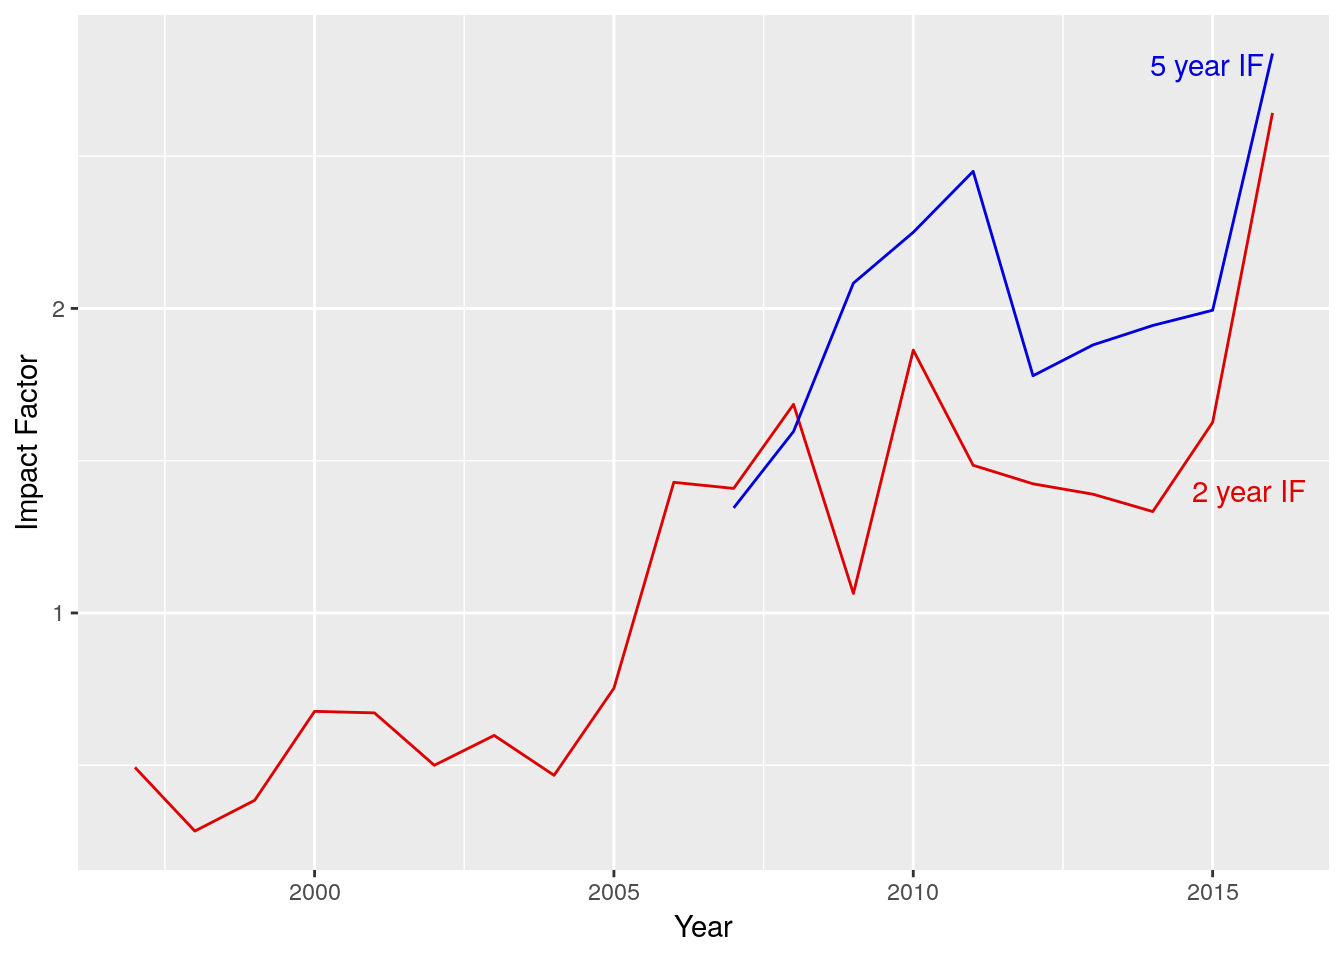 5 year IF
2
Impact Factor
2 year IF
1
2000 2005 2010 2015
Year